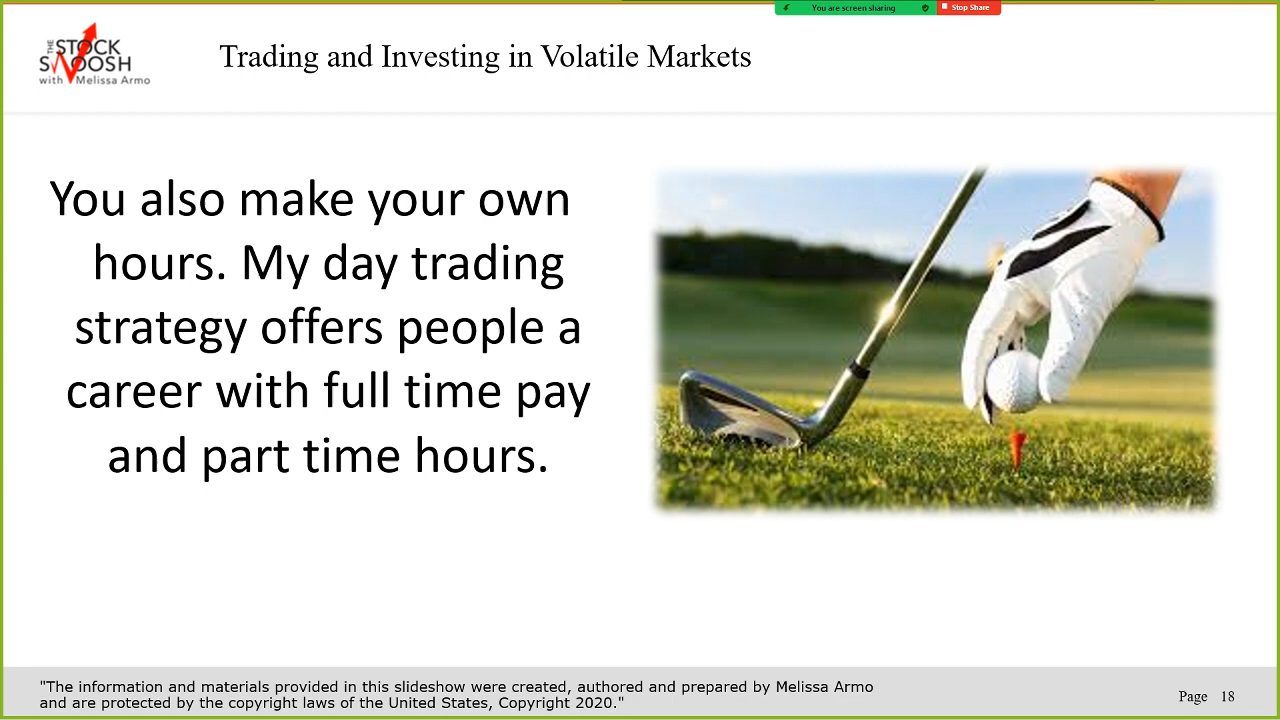 You are screen sharing Stop Share
THE STOCK
SWOOSH
with Melissa Armo
Trading and Investing in Volatile Markets
You also make your own
hours. My day trading
strategy offers people a
career with full time pay
and part time hours.
"The information and materials provided in this slideshow were created, authored and prepared by Melissa Armo
and are protected by the copyright laws of the United States, Copyright 2020."
Page 18